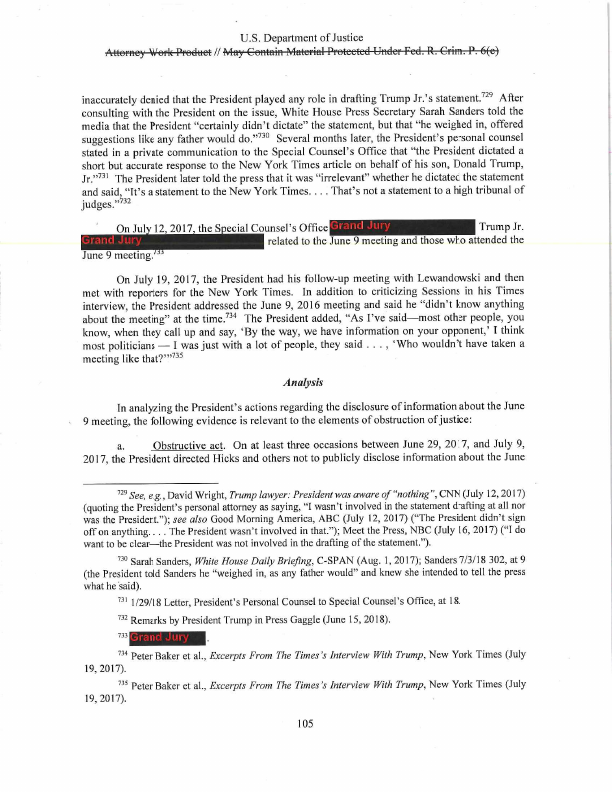 U.S. Department of Justice
Attorney Work Product // May Contain Material Protected Under Fed. R. Crim. P. 6(e)
inaccurately denied that the President played any role in drafting Trump Jr.'s statement.729 After
consulting with the President on the issue, White House Press Secretary Sarah Sanders told the
media that the President "certainly didn't dictate" the statement, but that "he weighed in, offered
suggestions like any father would do."730 Several months later, the President's personal counsel
stated in a private communication to the Special Counsel's Office that "the President dictated a
short but accurate response to the New York Times article on behalf of his son, Donald Trump,
Jr."731 The President later told the press that it was "irrelevant" whether he dictated the statement
and said, "It's a statement to the New York Times. . . . That's not a statement to a high tribunal of
judges."732
On July 12, 2017, the Special Counsel's Office Grand Jury Trump Jr.
Grand Jury related to the June 9 meeting and those who attended the
June 9 meeting.733
On July 19, 2017, the President had his follow-up meeting with Lewandowski and then
met with reporters for the New York Times. In addition to criticizing Sessions in his Times
interview, the President addressed the June 9, 2016 meeting and said he "didn't know anything
about the meeting" at the time.734 The President added, "As I've said—most other people, you
know, when they call up and say, 'By the way, we have information on your opponent,' I think
most politicians — I was just with a lot of people, they said . . . , 'Who wouldn't have taken a
meeting like that?'"735
Analysis
In analyzing the President's actions regarding the disclosure of information about the June
9 meeting, the following evidence is relevant to the elements of obstruction of justice:
a. Obstructive act. On at least three occasions between June 29, 2017, and July 9,
2017, the President directed Hicks and others not to publicly disclose information about the June
729 See, e.g., David Wright, Trump lawyer: President was aware of "nothing", CNN (July 12, 2017)
(quoting the President's personal attorney as saying, "I wasn't involved in the statement drafting at all nor
was the President."); see also Good Morning America, ABC (July 12, 2017) ("The President didn't sign
off on anything. . . . The President wasn't involved in that."); Meet the Press, NBC (July 16, 2017) ("I do
want to be clear—the President was not involved in the drafting of the statement.").
730 Sarah Sanders, White House Daily Briefing, C-SPAN (Aug. 1, 2017); Sanders 7/3/18 302, at 9
(the President told Sanders he "weighed in, as any father would" and knew she intended to tell the press
what he said).
731 1/29/18 Letter, President's Personal Counsel to Special Counsel's Office, at 18.
732 Remarks by President Trump in Press Gaggle (June 15, 2018).
733 Grand Jury .
734 Peter Baker et al., Excerpts From The Times's Interview With Trump, New York Times (July
19, 2017).
735 Peter Baker et al., Excerpts From The Times's Interview With Trump, New York Times (July
19, 2017).
105